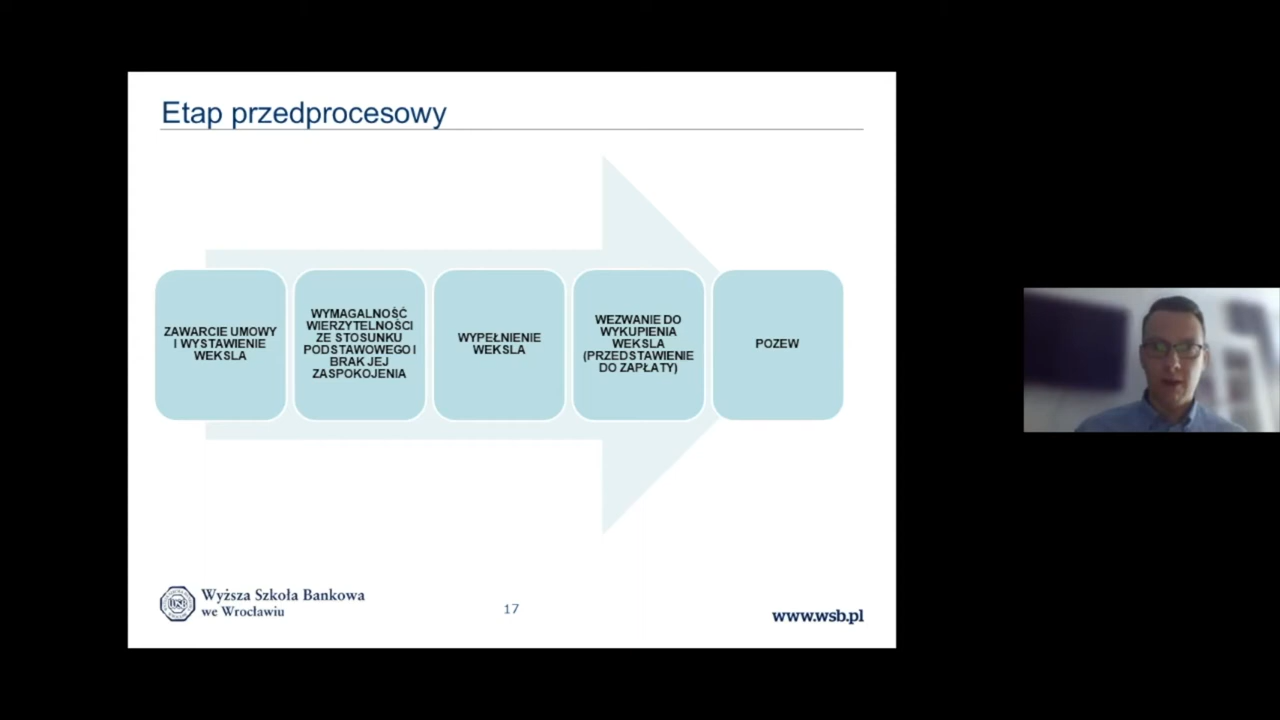 Etap przedprocesowy
ZAWARCIE UMOWY
I WYSTAWIENIE
WEKSLA
WYMAGALNOŚĆ
WIERZYTELNOŚCI
ZE STOSUNKU
PODSTAWOWEGO I
BRAK JEJ
ZASPOKOJENIA
WYPEŁNIENIE
WEKSLA
WEZWANIE DO
WYKUPIENIA
WEKSLA
(PRZEDSTAWIENIE
DO ZAPŁATY)
POZEW
WSB
Wyższa Szkoła Bankowa
we Wrocławiu
17
www.wsb.pl